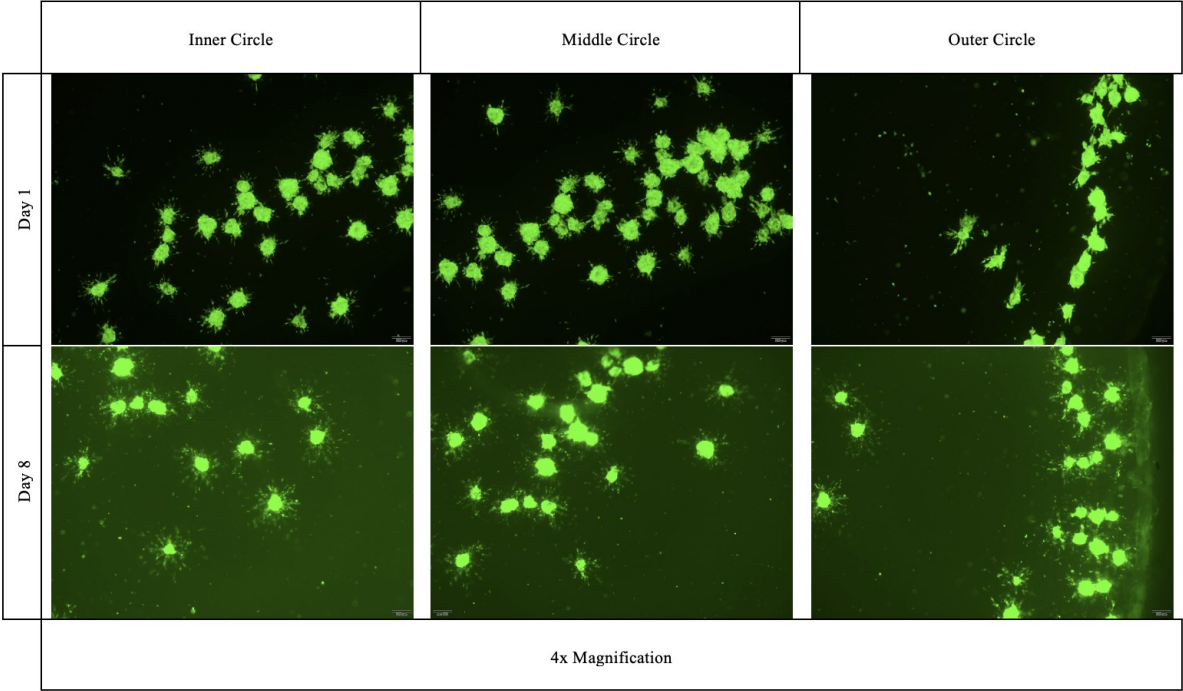 Inner Circle
Middle Circle
Outer Circle
Day 1
Day 8
4x Magnification